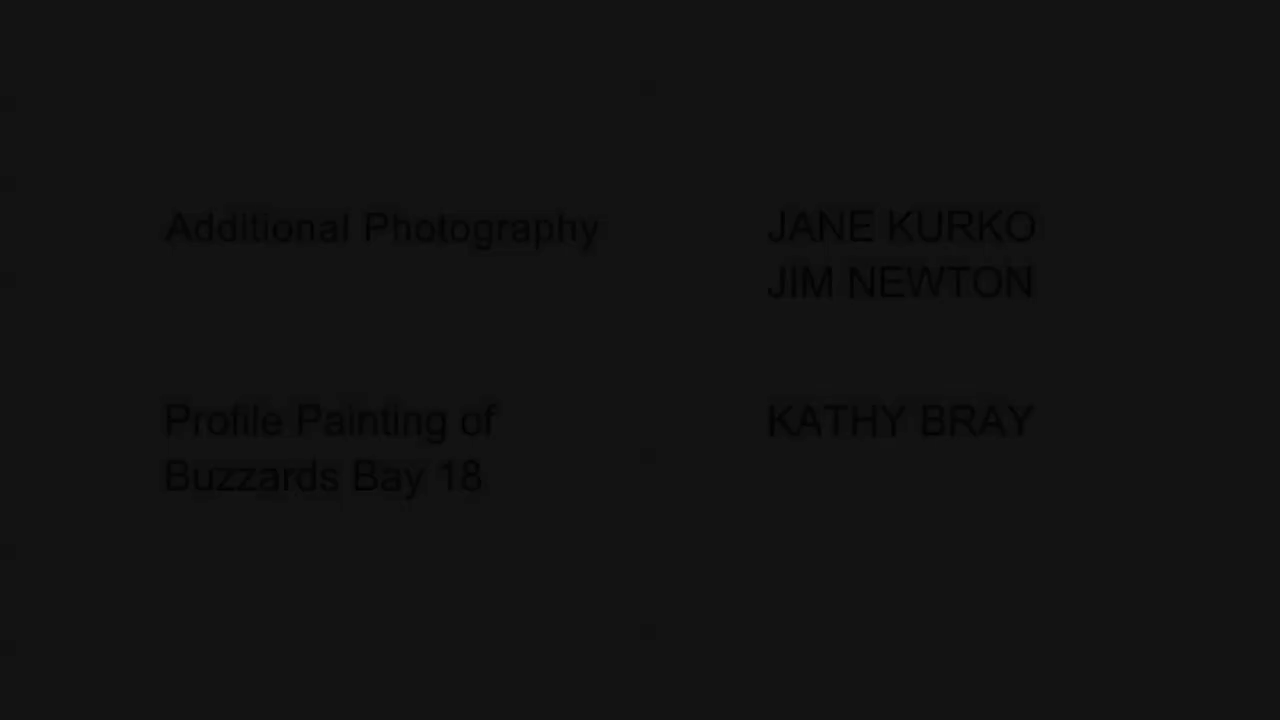 Additional Photography JANE KURKO
JIM NEWTON
Profile Painting of KATHY BRAY
Buzzards Bay 18